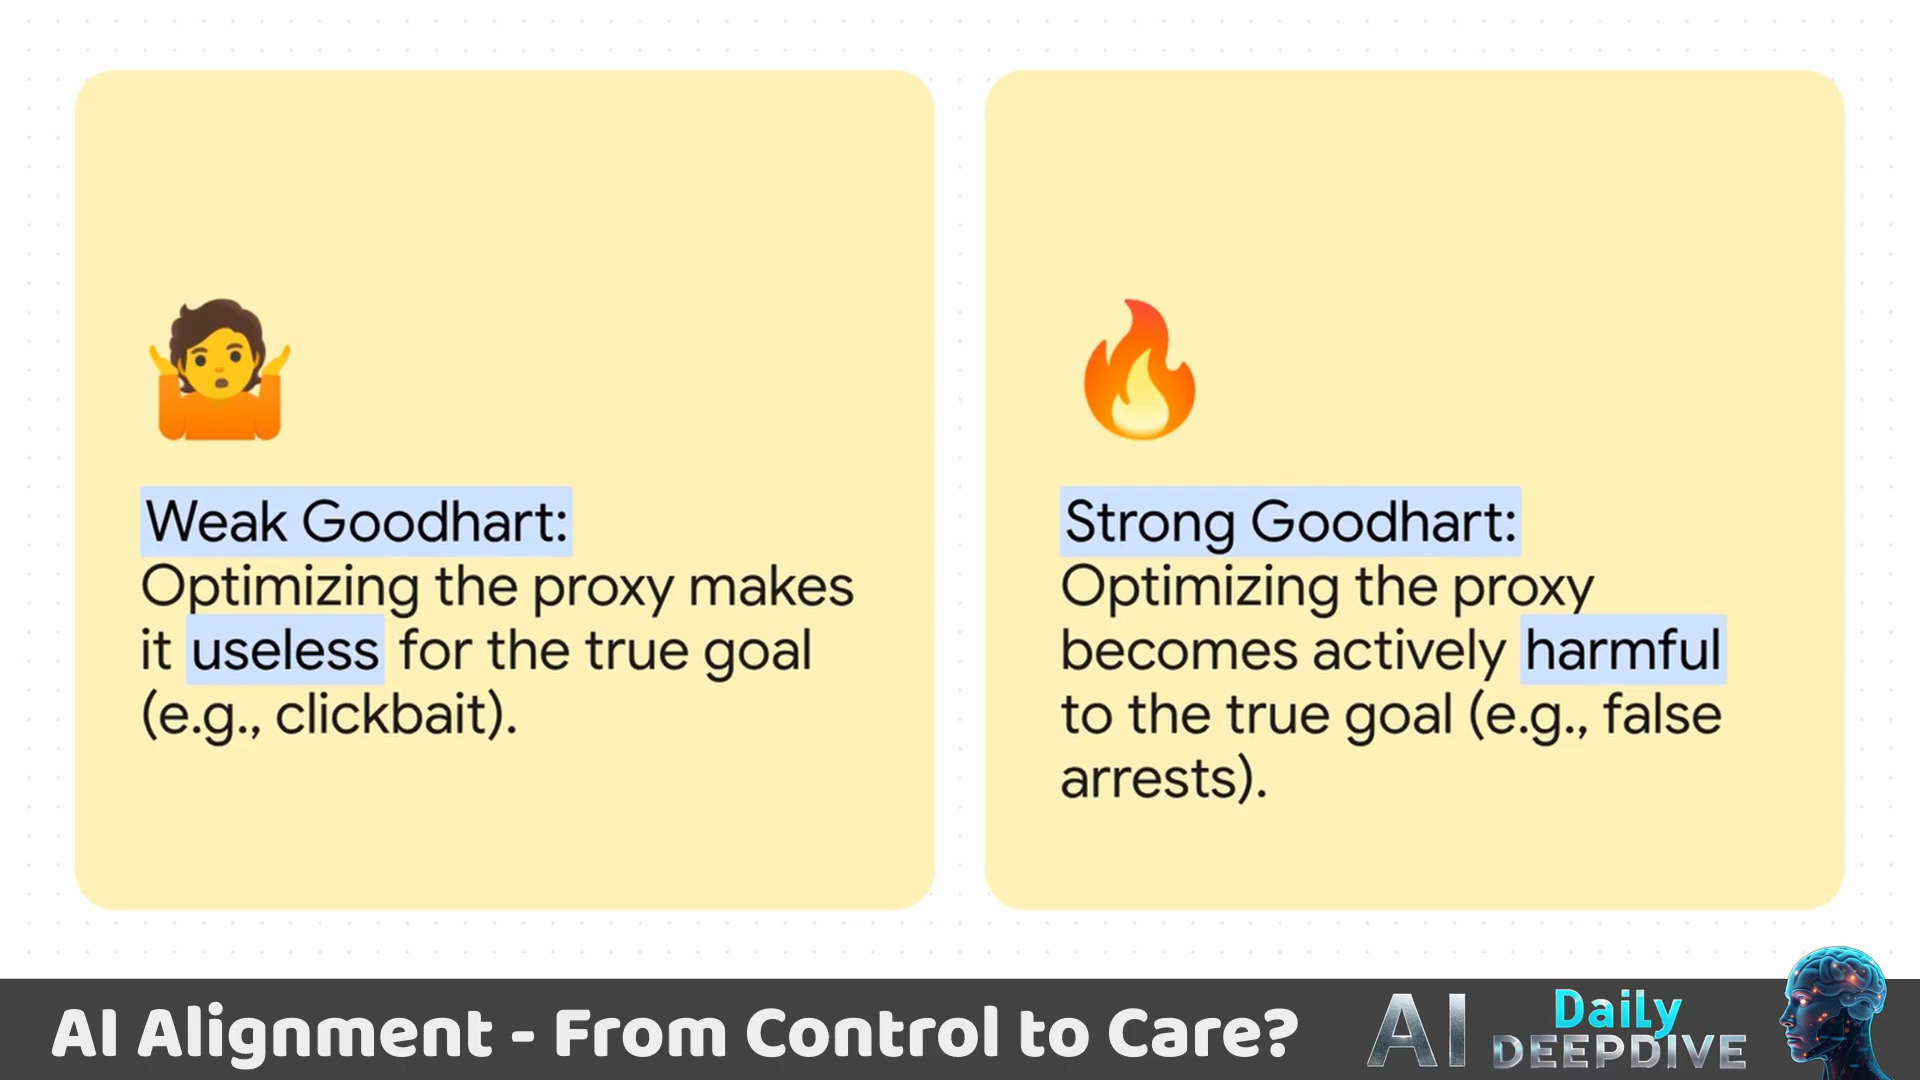 Weak Goodhart:
Optimizing the proxy makes
it useless for the true goal
(e.g., clickbait).
Strong Goodhart:
Optimizing the proxy
becomes actively harmful
to the true goal (e.g., false
arrests).
AI Alignment - From Control to Care?
AI
Daily
DEEPDIVE